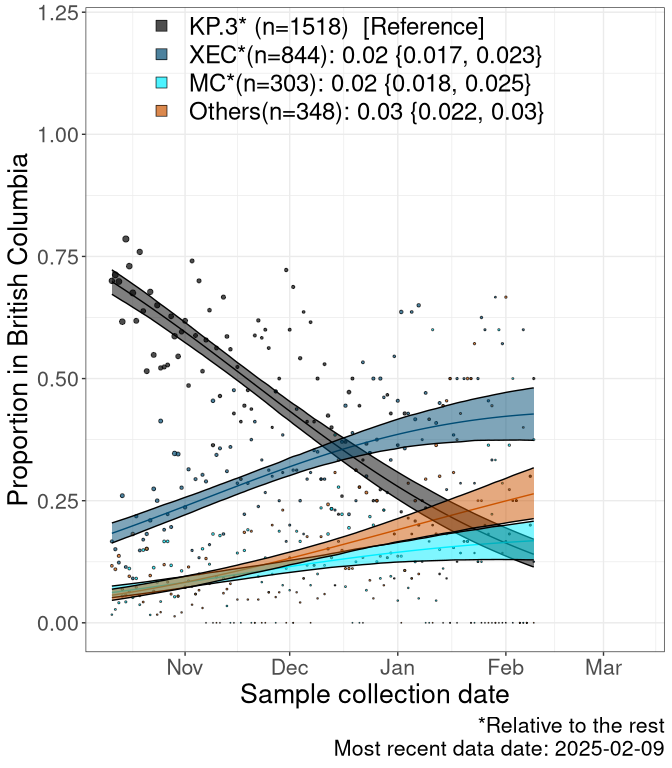 KP.3* (n=1518)  [Reference]
XEC*(n=844): 0.02 {0.017, 0.023}
MC*(n=303): 0.02 {0.018, 0.025}
Others(n=348): 0.03 {0.022, 0.03}
1.25
1.00
0.75
0.50
0.25
0.00
Proportion in British Columbia
Nov Dec Jan Feb Mar
Sample collection date
*Relative to the rest
Most recent data date: 2025-02-09